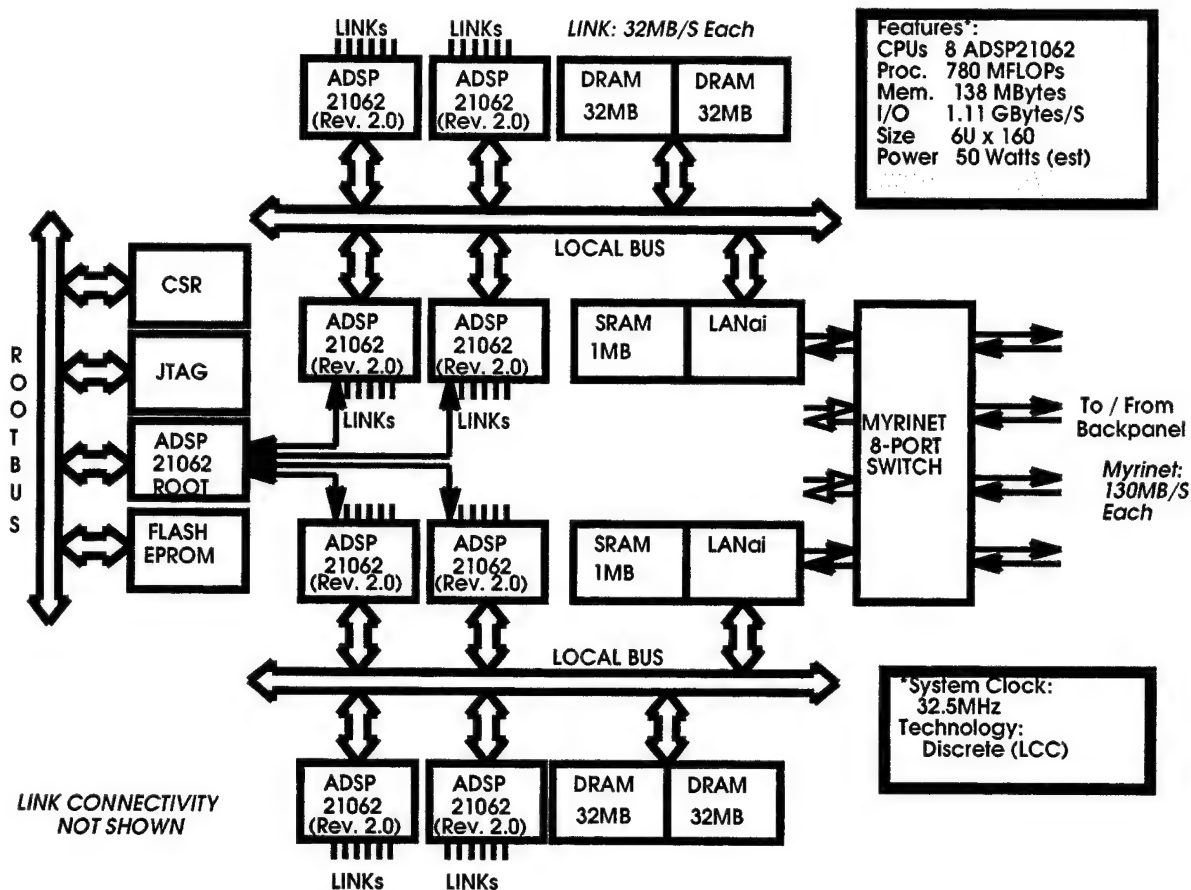 LINKs
LINKs
LINK: 32MB/S Each
ADSP
21062
(Rev. 2.0)
ADSP
21062
(Rev. 2.0)
DRAM
32MB
DRAM
32MB
Features*:
CPUs 8 ADSP21062
Proc. 780 MFLOPs
Mem. 138 MBytes
I/O 1.11 GBytes/S
Size 6U x 160
Power 50 Watts (est)
LOCAL BUS
ROOTBUS
CSR
JTAG
ADSP
21062
ROOT
FLASH
EPROM
ADSP
21062
(Rev. 2.0)
LINKs
ADSP
21062
(Rev. 2.0)
LINKs
SRAM
1MB
LANai
MYRINET
8-PORT
SWITCH
To / From
Backpanel
Myrinet:
130MB/S
Each
ADSP
21062
(Rev. 2.0)
ADSP
21062
(Rev. 2.0)
SRAM
1MB
LANai
LOCAL BUS
*System Clock:
32.5MHz
Technology:
Discrete (LCC)
LINK CONNECTIVITY
NOT SHOWN
ADSP
21062
(Rev. 2.0)
LINKs
ADSP
21062
(Rev. 2.0)
LINKs
DRAM
32MB
DRAM
32MB